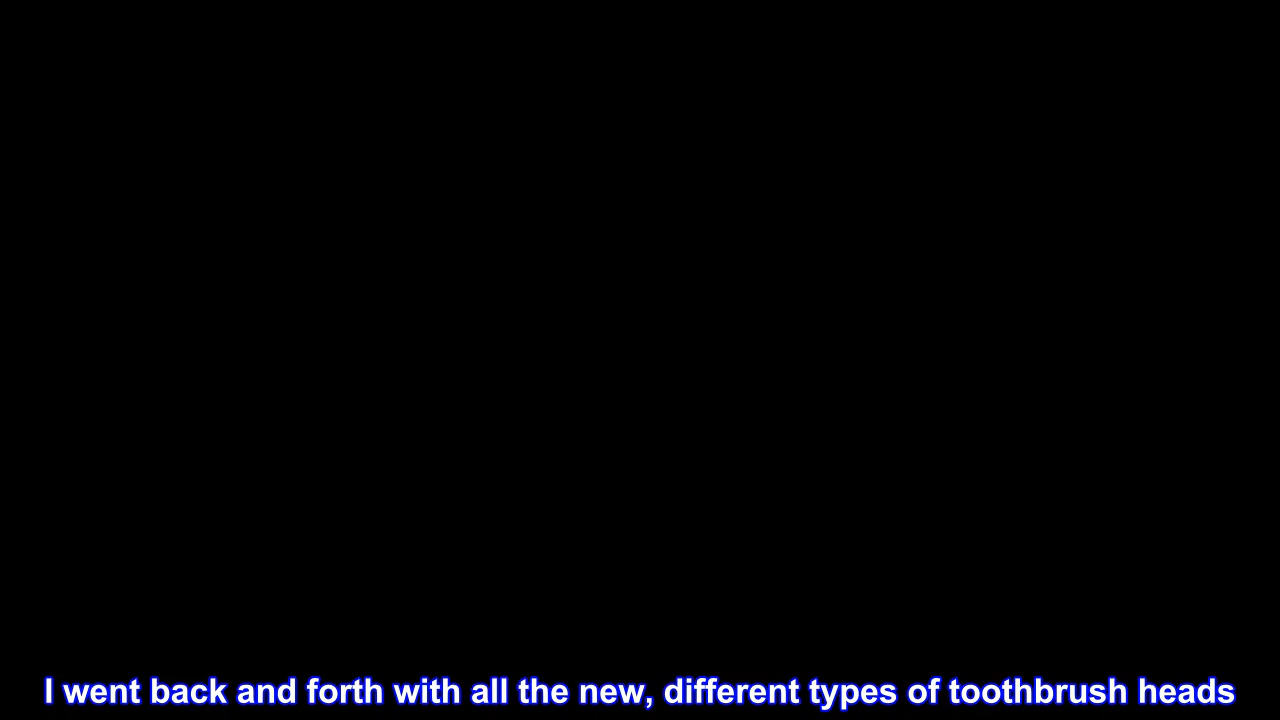 I went back and forth with all the new, different types of toothbrush heads